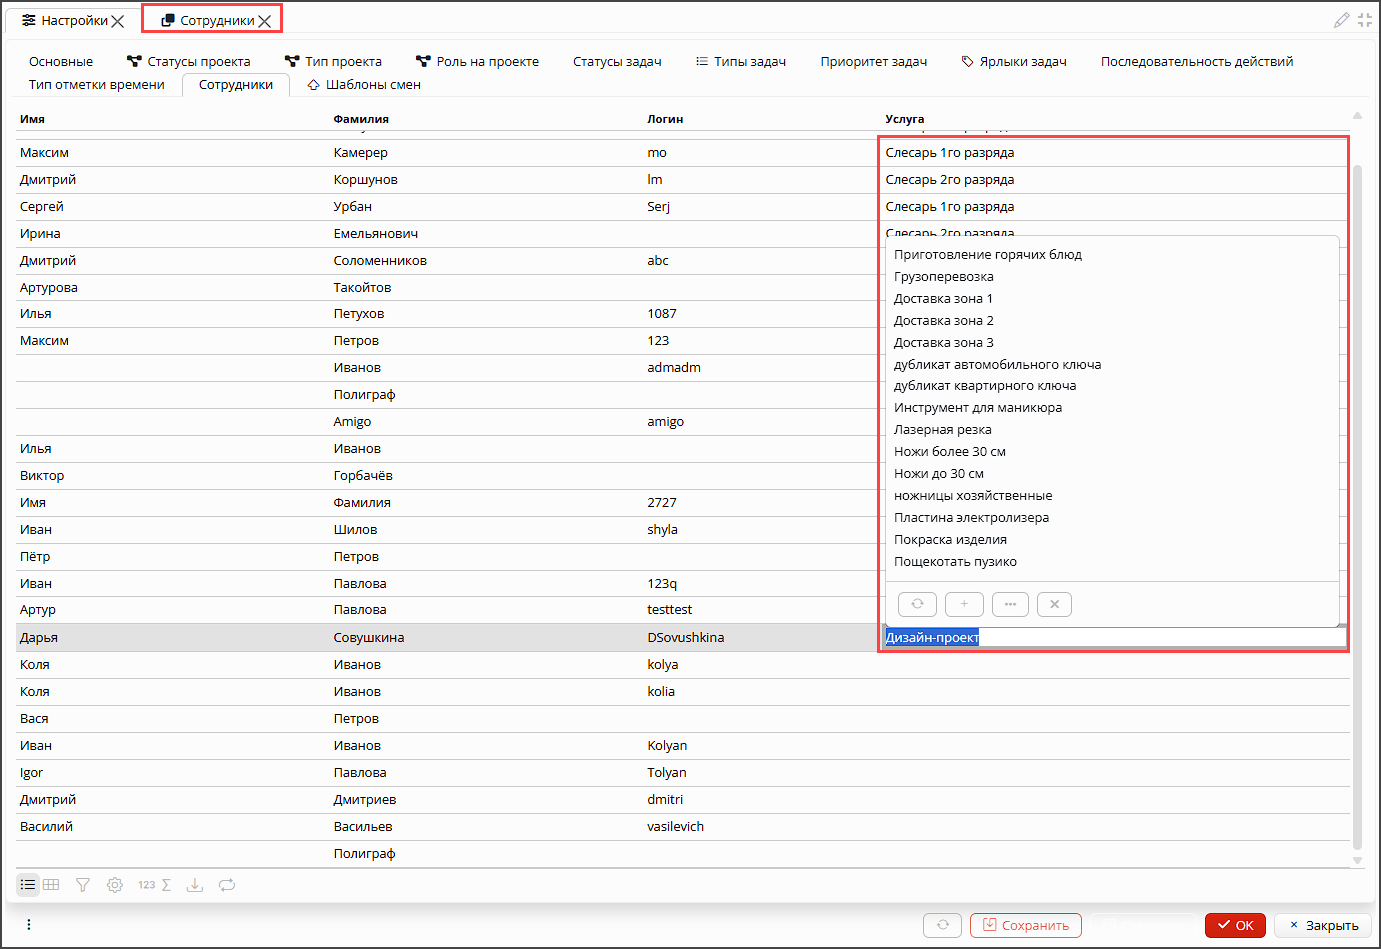 Настройки Сотрудники
Основные Статусы проекта Тип проекта Роль на проекте Статусы задач Типы задач Приоритет задач Ярлыки задач Последовательность действий
Тип отметки времени Сотрудники Шаблоны смен
Имя Фамилия Логин Услуга
Максим Камерер mo Слесарь 1го разряда
Дмитрий Коршунов lm Слесарь 2го разряда
Сергей Урбан Serj Слесарь 1го разряда
Ирина Емельянович Слесарь 2го разряда
Дмитрий Соломенников abc
Артурова Такойтов
Илья Петухов 1087
Максим Петров 123
Иванов admadm
Полиграф
Amigo amigo
Илья Иванов
Виктор Горбачёв
Имя Фамилия 2727
Иван Шилов shyla
Пётр Петров
Иван Павлова 123q
Артур Павлова testtest
Дарья Совушкина DSovushkina Дизайн-проект
Коля Иванов kolya
Коля Иванов kolia
Вася Петров
Иван Иванов Kolyan
Igor Павлова Tolyan
Дмитрий Дмитриев dmitri
Василий Васильев vasilevich
Полиграф
Приготовление горячих блюд
Грузоперевозка
Доставка зона 1
Доставка зона 2
Доставка зона 3
дубликат автомобильного ключа
дубликат квартирного ключа
Инструмент для маникюра
Лазерная резка
Ножи более 30 см
Ножи до 30 см
ножницы хозяйственные
Пластина электролизера
Покраска изделия
Пощекотать пузико
123 Σ
Сохранить OK Закрыть